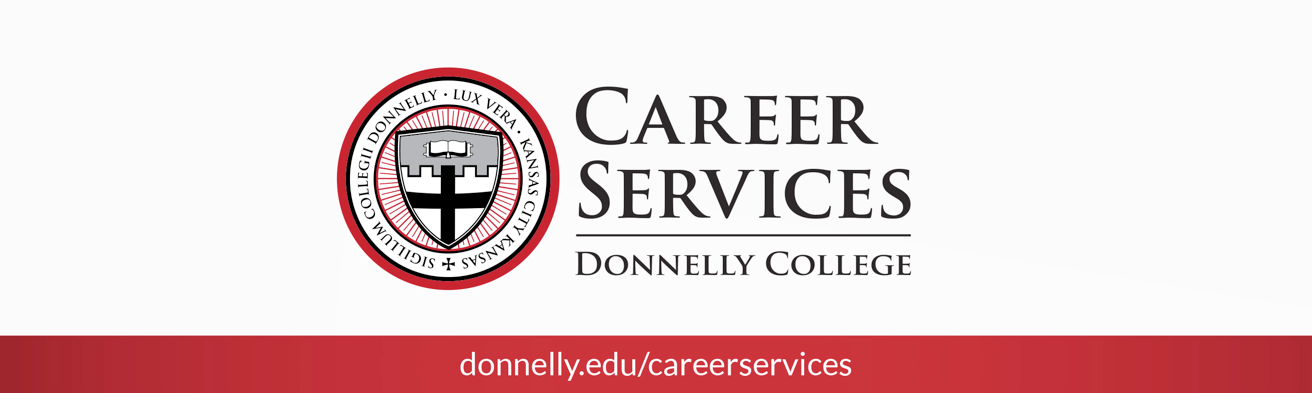 SIGILLUM COLLEGII DONNELLY · LUX VERA · KANSAS CITY KANSAS
CAREER
SERVICES
DONNELLY COLLEGE
donnelly.edu/careerservices